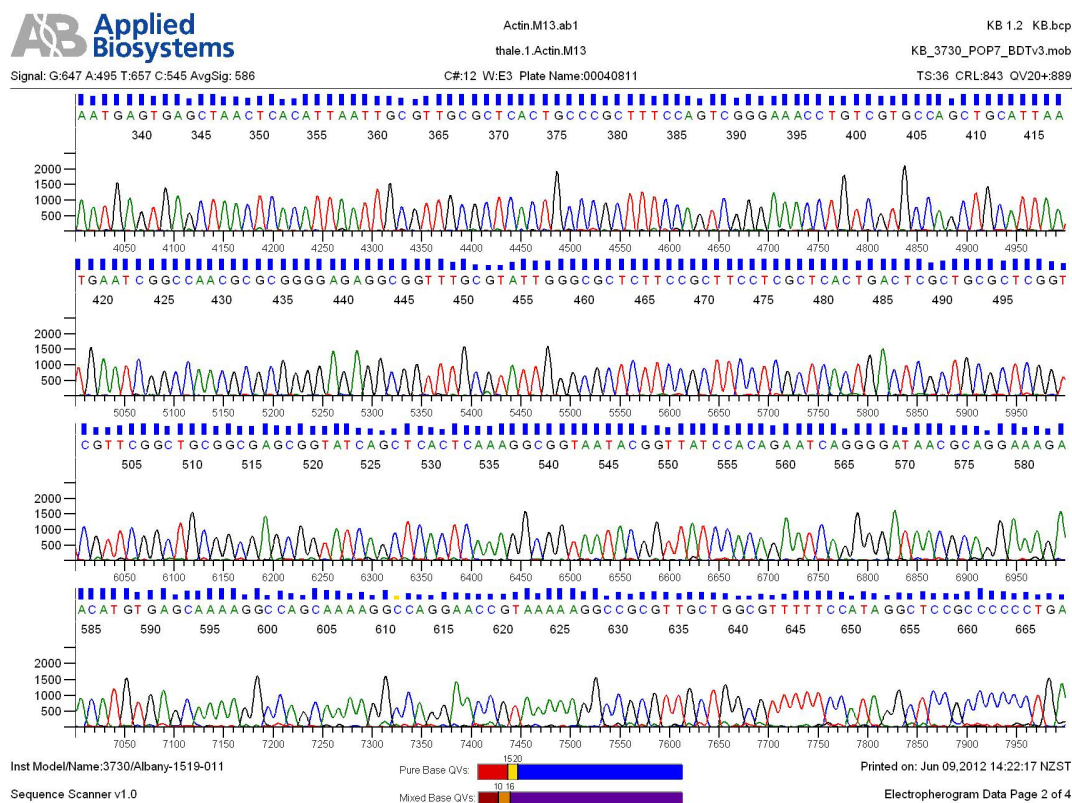 AB Applied Biosystems
Actin.M13.ab1
KB 1.2 KB.bcp
thale.1.Actin.M13
KB_3730_POP7_BDTv3.mob
Signal: G:647 A:495 T:657 C:545 AvgSig: 586
C#:12 W:E3 Plate Name:00040811
TS:36 CRL:843 QV20+:889
AATGAGTGAGCTAACTCACATTAATTGCGTTGCGCTCACTGCCCGCTTTCCAGTCGGGAAACCTGTCGTGCCAGCTGCATTAA
340 345 350 355 360 365 370 375 380 385 390 395 400 405 410 415
2000
1500
1000
500
4050 4100 4150 4200 4250 4300 4350 4400 4450 4500 4550 4600 4650 4700 4750 4800 4850 4900 4950
TGAATCGGCCAACGCGCGGGGAGAGGCGGTTTGCGTATTGGGCGCTCTTCCGCTTCCTCGCTCACTGACTCGCTGCGCTCGGT
420 425 430 435 440 445 450 455 460 465 470 475 480 485 490 495
2000
1500
1000
500
5050 5100 5150 5200 5250 5300 5350 5400 5450 5500 5550 5600 5650 5700 5750 5800 5850 5900 5950
CGTTCGGCTGCGGCGAGCGGTATCAGCTCACTCAAAGGCGGTAATACGGTTATCCACAGAATCAGGGGATAACGCAGGAAAGA
505 510 515 520 525 530 535 540 545 550 555 560 565 570 575 580
2000
1500
1000
500
6050 6100 6150 6200 6250 6300 6350 6400 6450 6500 6550 6600 6650 6700 6750 6800 6850 6900 6950
ACATGTGAGCAAAAGGCCAGCAAAAGGCCAGGAACCGTAAAAAGGCCGCGTTGCTGGCGTTTTTCCATAGGCTCCGCCCCCCTGA
585 590 595 600 605 610 615 620 625 630 635 640 645 650 655 660 665
2000
1500
1000
500
7050 7100 7150 7200 7250 7300 7350 7400 7450 7500 7550 7600 7650 7700 7750 7800 7850 7900 7950
Inst Model/Name:3730/Albany-1519-011
Pure Base QVs: 15 20
Printed on: Jun 09,2012 14:22:17 NZST
Sequence Scanner v1.0
Mixed Base QVs: 10 16
Electropherogram Data Page 2 of 4